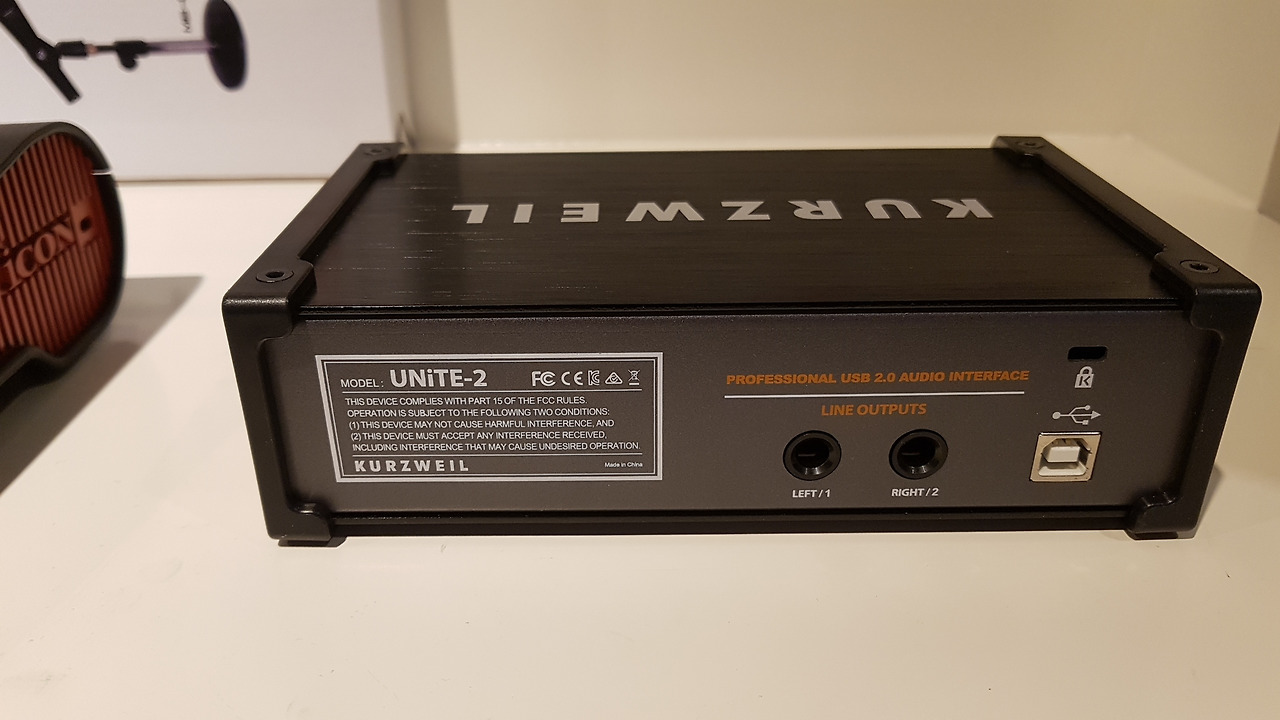 ICON
KURZWEIL
MODEL : UNiTE-2 FC CE
THIS DEVICE COMPLIES WITH PART 15 OF THE FCC RULES.
OPERATION IS SUBJECT TO THE FOLLOWING TWO CONDITIONS:
(1) THIS DEVICE MAY NOT CAUSE HARMFUL INTERFERENCE, AND
(2) THIS DEVICE MUST ACCEPT ANY INTERFERENCE RECEIVED,
INCLUDING INTERFERENCE THAT MAY CAUSE UNDESIRED OPERATION.
KURZWEIL Made in China
PROFESSIONAL USB 2.0 AUDIO INTERFACE
LINE OUTPUTS
LEFT / 1 RIGHT / 2
K